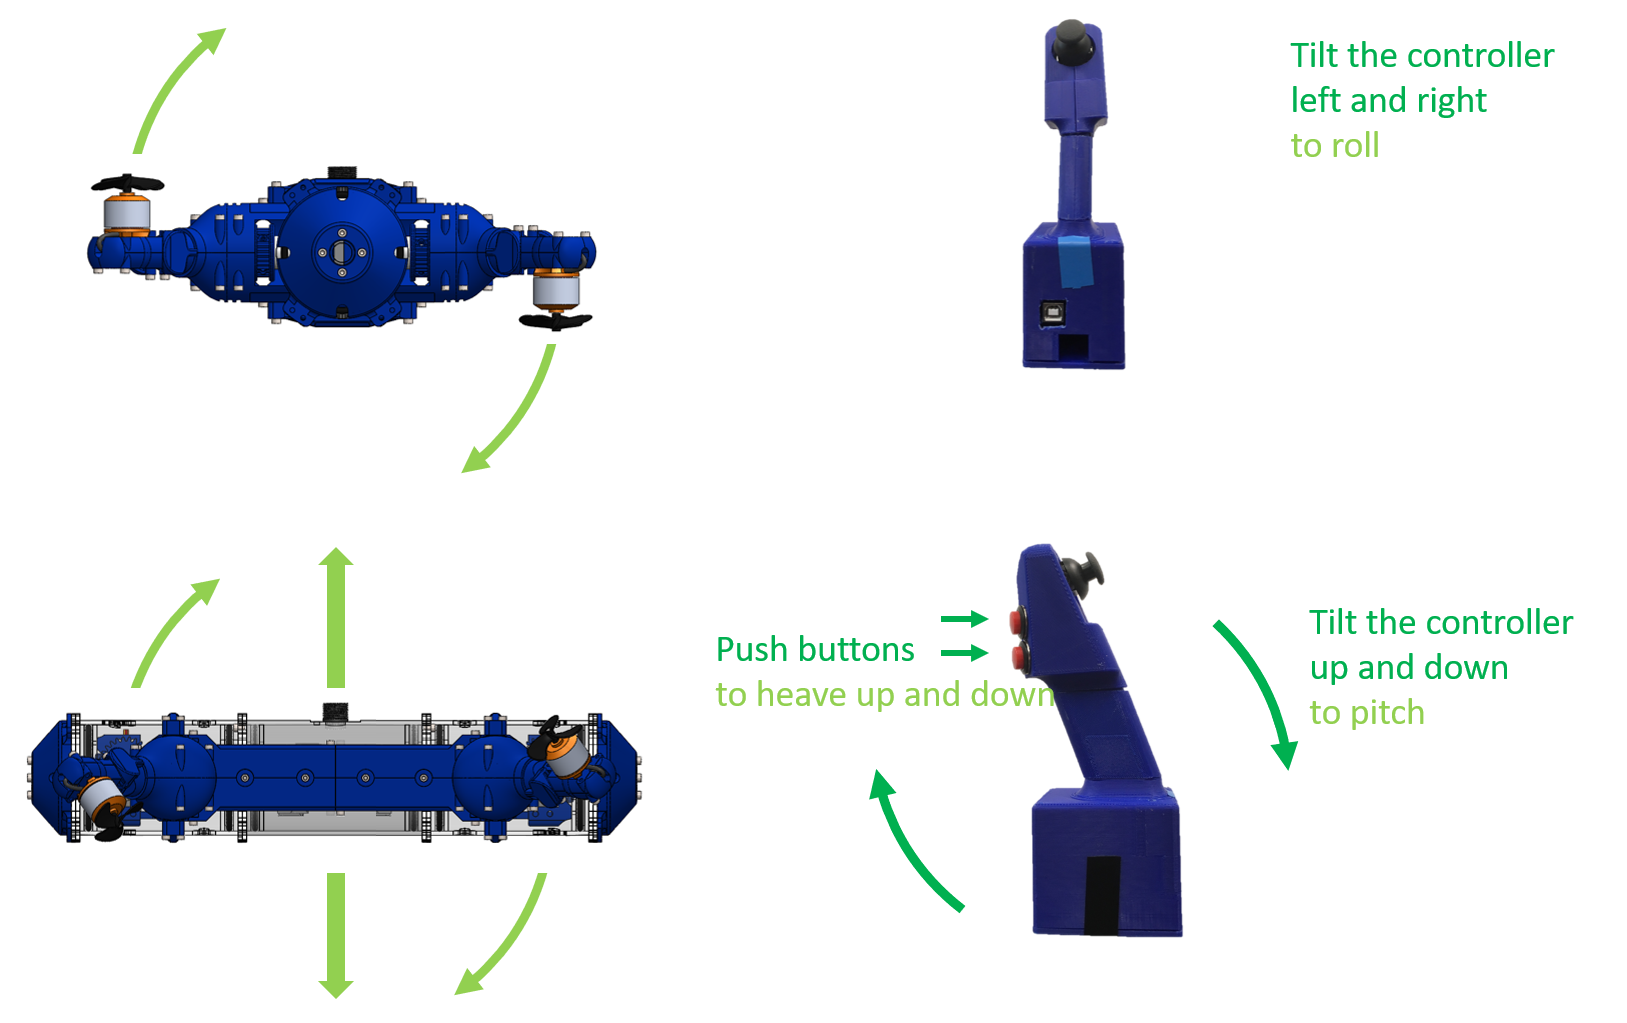 Tilt the controller
left and right
to roll
Push buttons
to heave up and down
Tilt the controller
up and down
to pitch